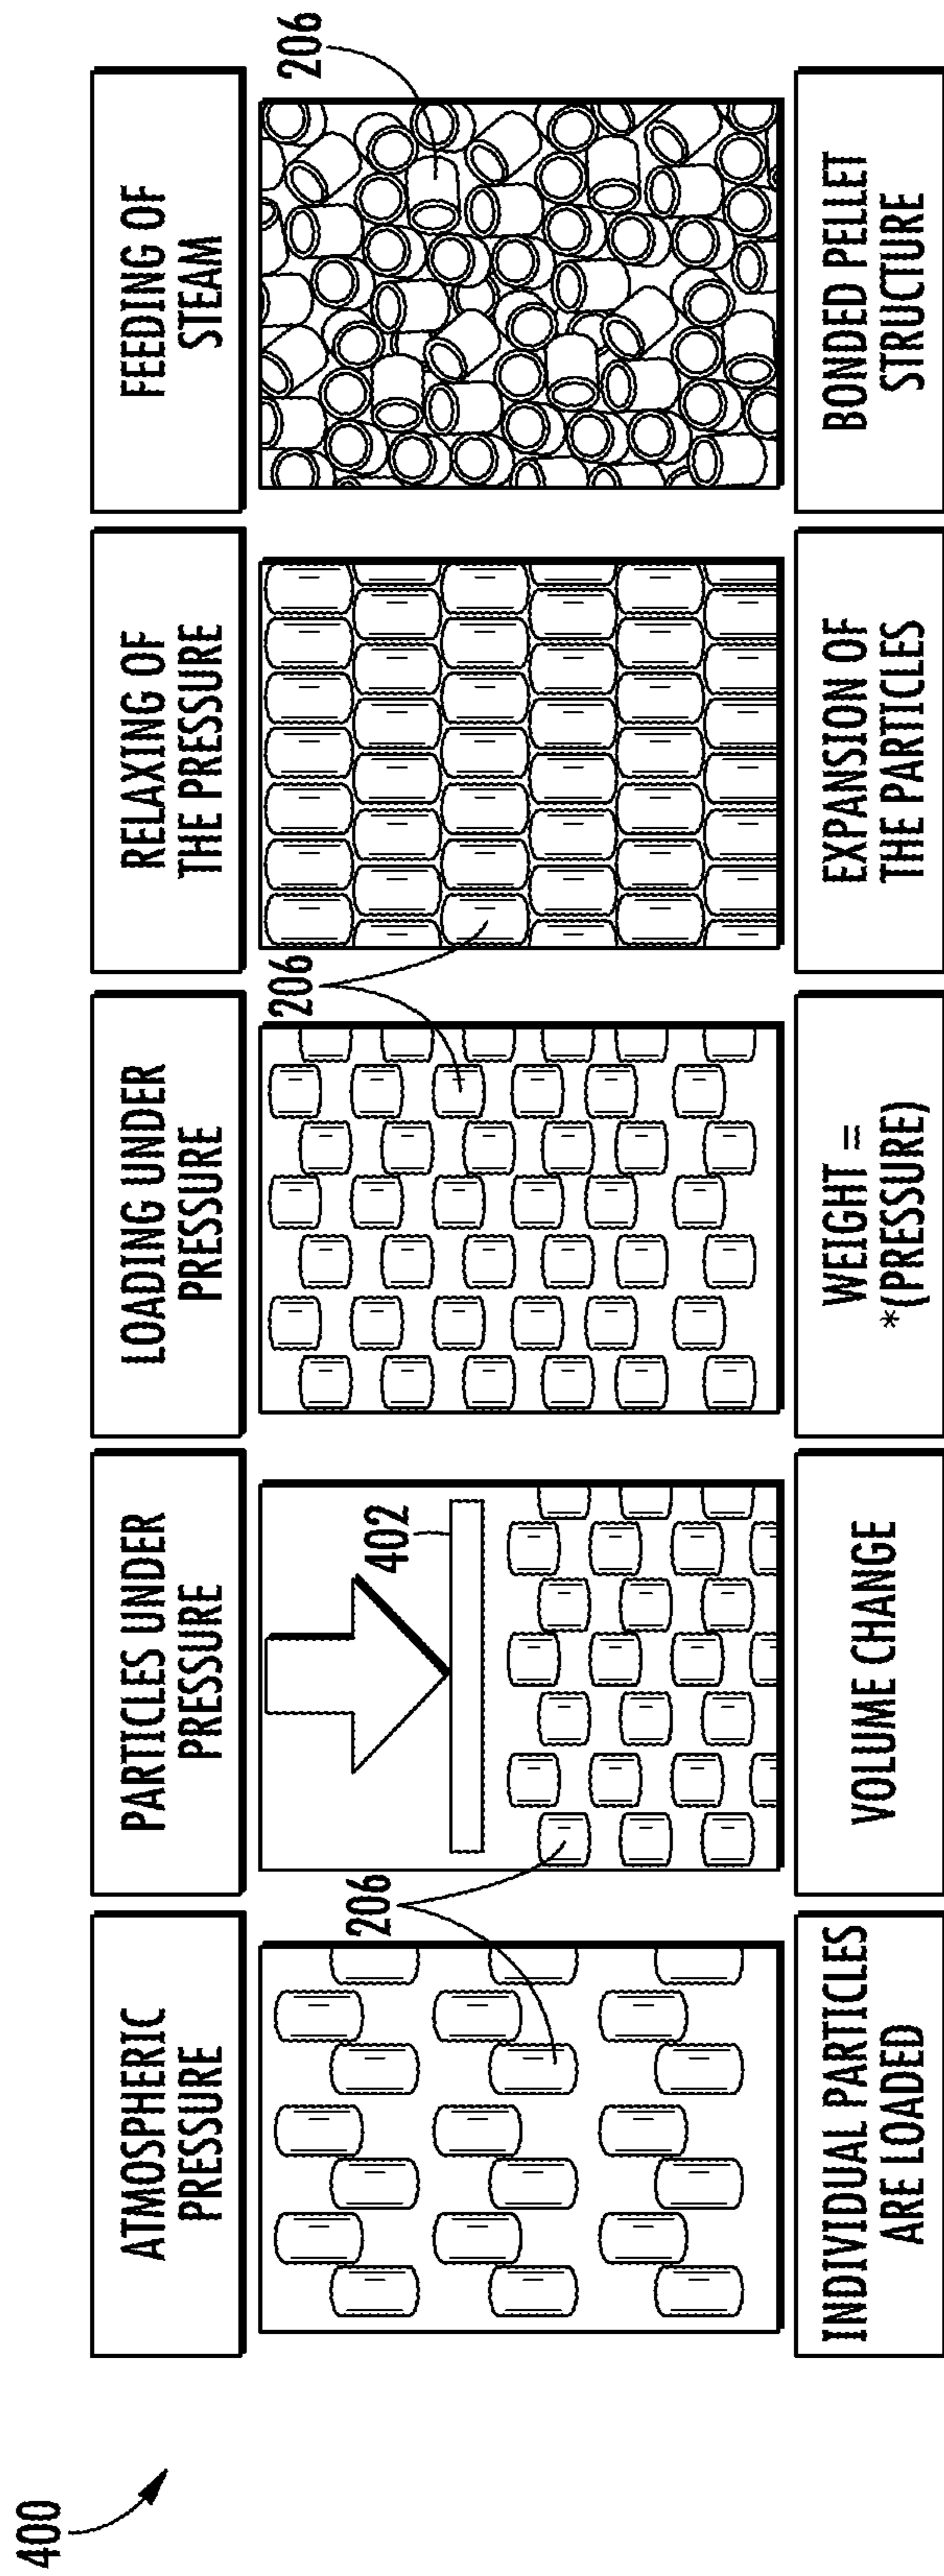 400
ATMOSPHERIC
PRESSURE
PARTICLES UNDER
PRESSURE
LOADING UNDER
PRESSURE
RELAXING OF
THE PRESSURE
FEEDING OF
STEAM
206
402
206
206
INDIVIDUAL PARTICLES
ARE LOADED
VOLUME CHANGE
WEIGHT =
*(PRESSURE)
EXPANSION OF
THE PARTICLES
BONDED PELLET
STRUCTURE